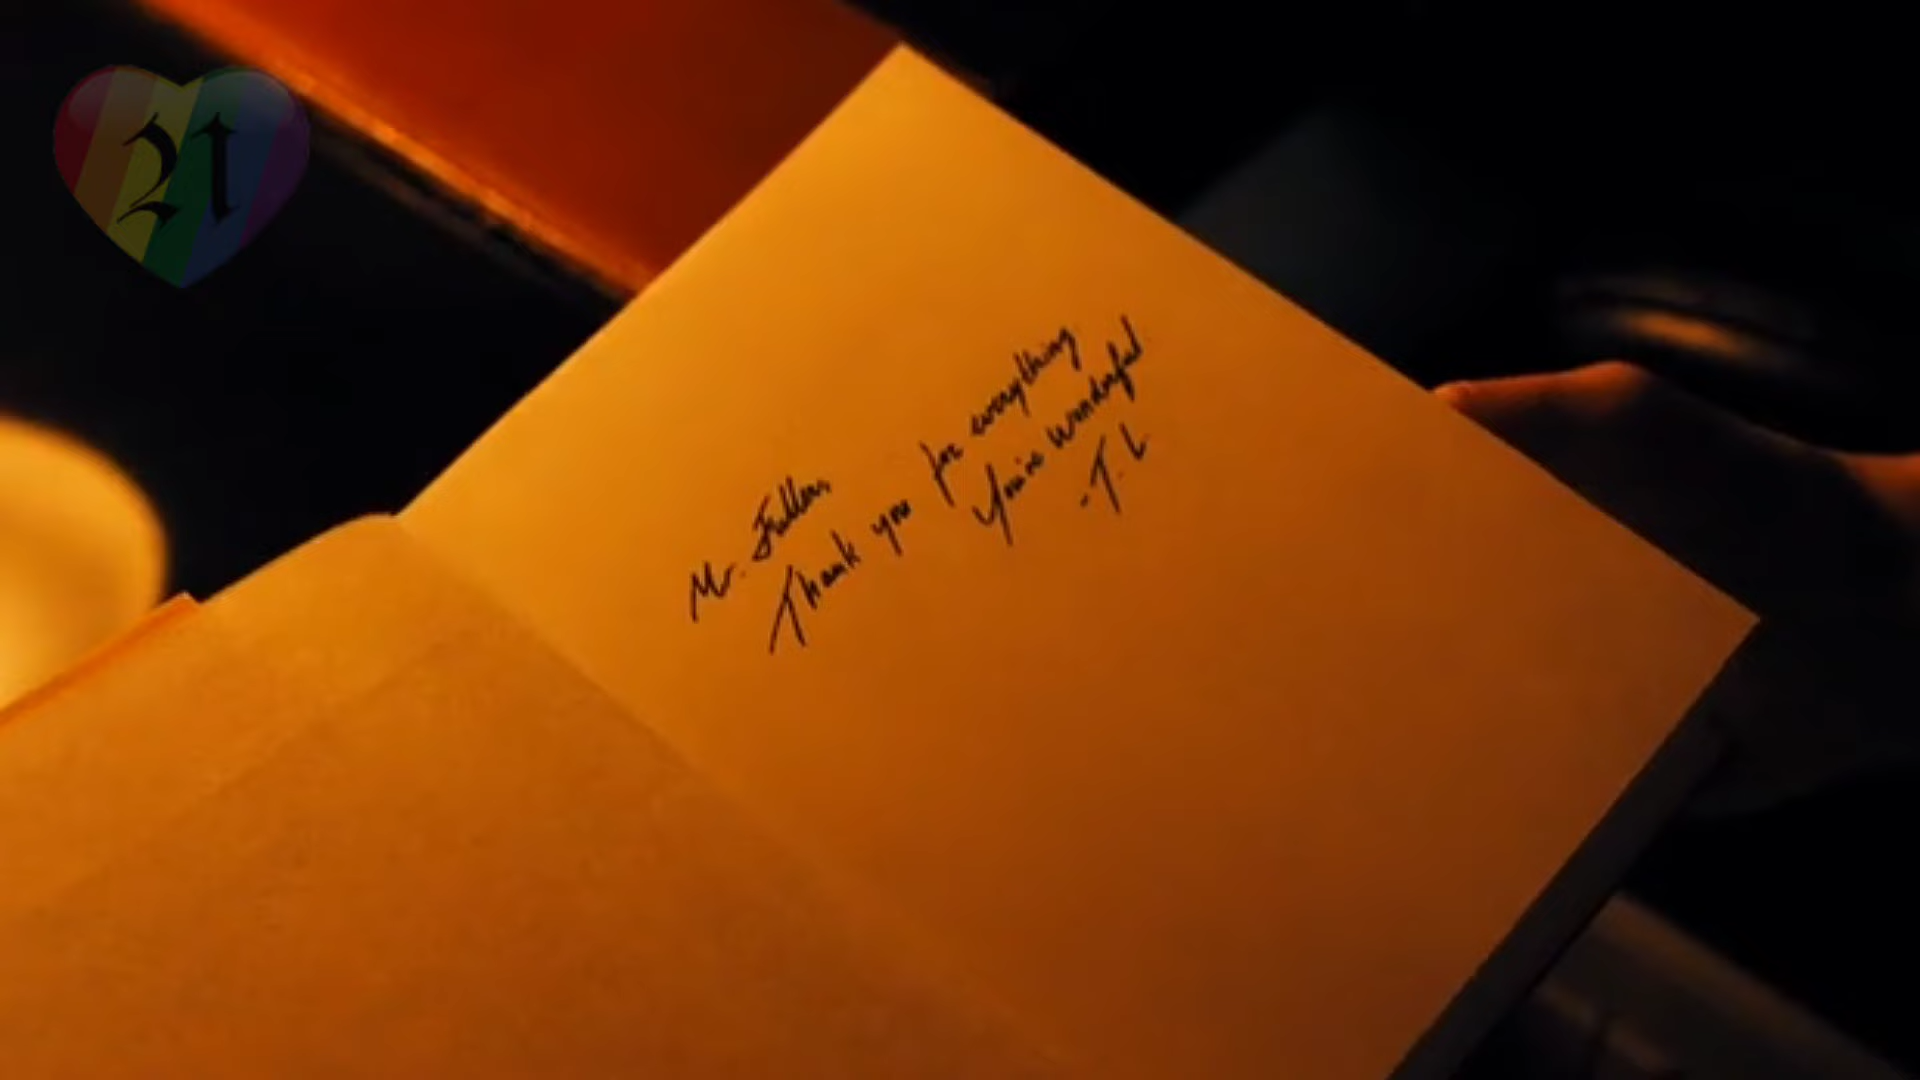 21
Mr. Fuller,
Thank you for everything
You're wonderful
-T. L